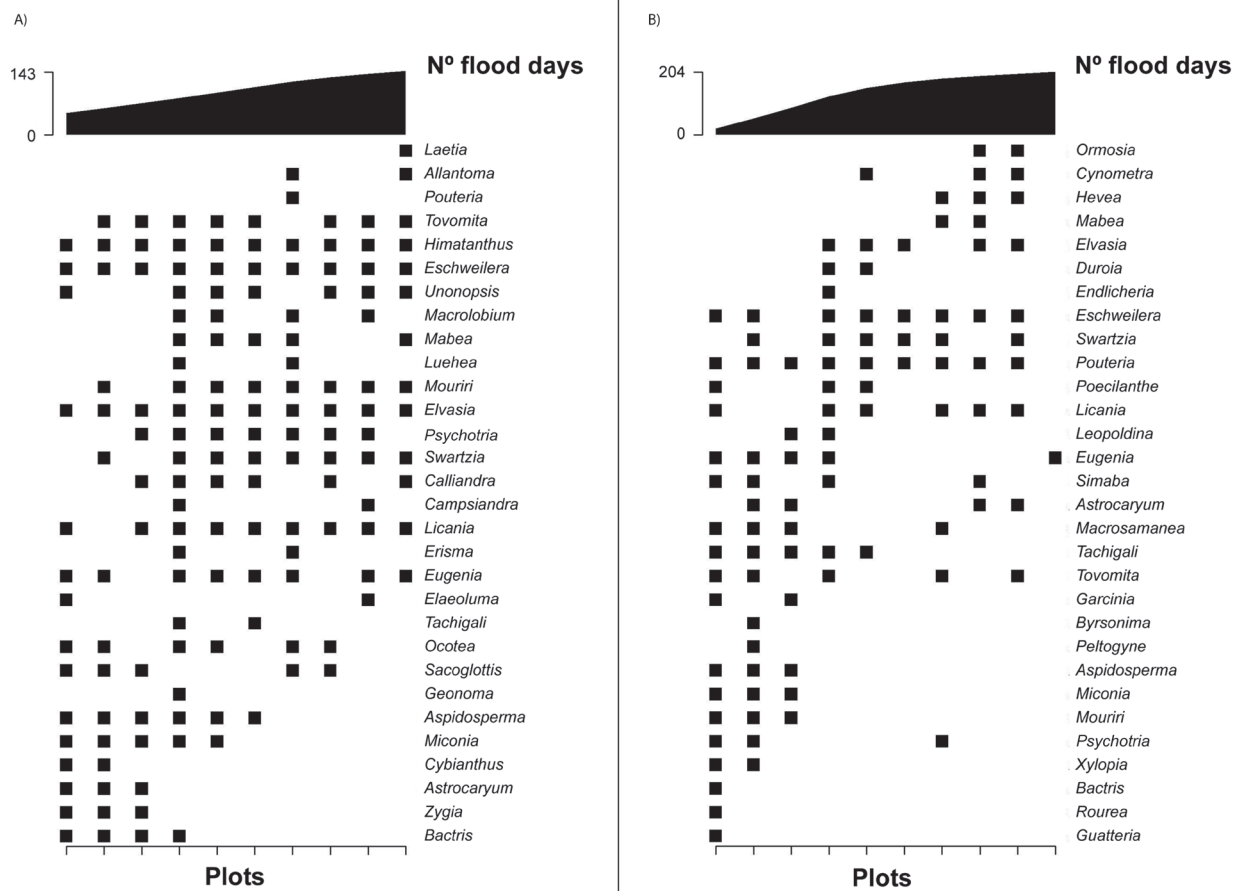 A)
Nº flood days
143
0
Laetia
Allantoma
Pouteria
Tovomita
Himatanthus
Eschweilera
Unonopsis
Macrolobium
Mabea
Luehea
Mouriri
Elvasia
Psychotria
Swartzia
Calliandra
Campsiandra
Licania
Erisma
Eugenia
Elaeoluma
Tachigali
Ocotea
Sacoglottis
Geonoma
Aspidosperma
Miconia
Cybianthus
Astrocaryum
Zygia
Bactris
Plots
B)
Nº flood days
204
0
Ormosia
Cynometra
Hevea
Mabea
Elvasia
Duroia
Endlicheria
Eschweilera
Swartzia
Pouteria
Poecilanthe
Licania
Leopoldina
Eugenia
Simaba
Astrocaryum
Macrosamanea
Tachigali
Tovomita
Garcinia
Byrsonima
Peltogyne
Aspidosperma
Miconia
Mouriri
Psychotria
Xylopia
Bactris
Rourea
Guatteria
Plots